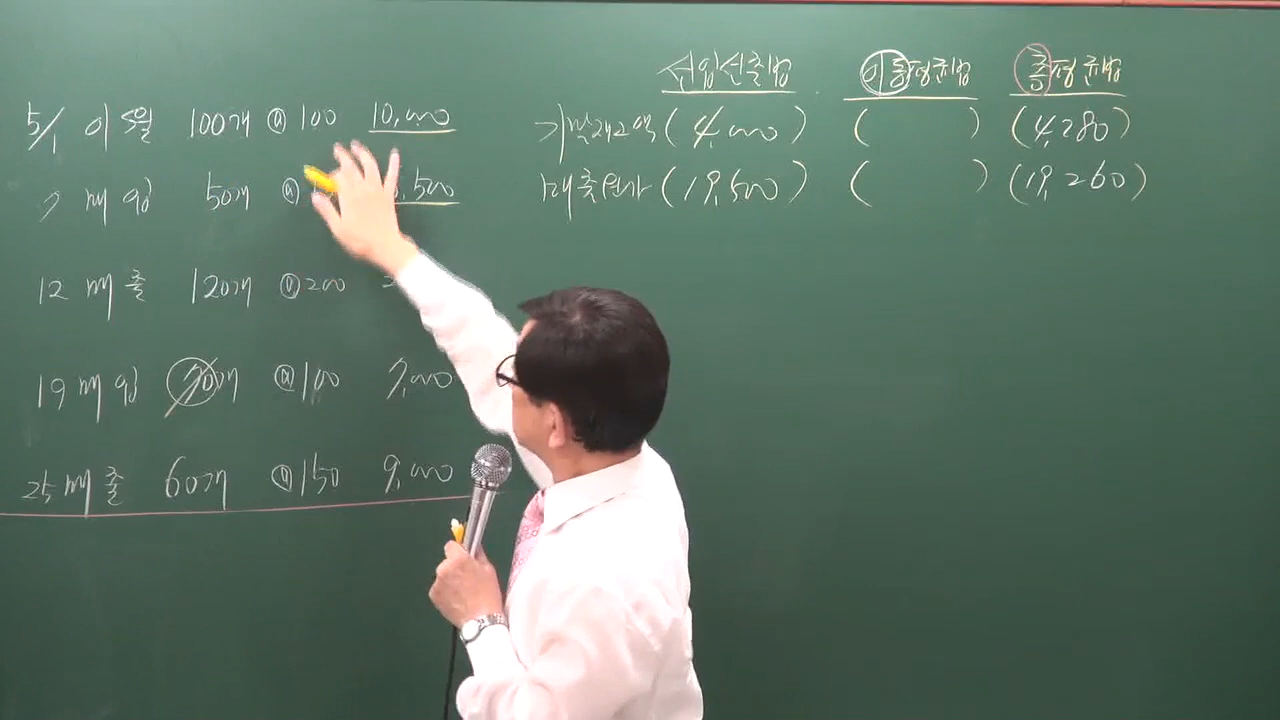 선입선출법 이동평균법 총평균법
5/1 이월 100개 @100 10,000 기말재고액 (4,000) ( ) (4,280)
7 매입 50개 @ ,500 매출원가 (19,500) ( ) (19,260)
12 매출 120개 @200
19 매입 70개 @100 7,000
25 매출 60개 @150 9,000